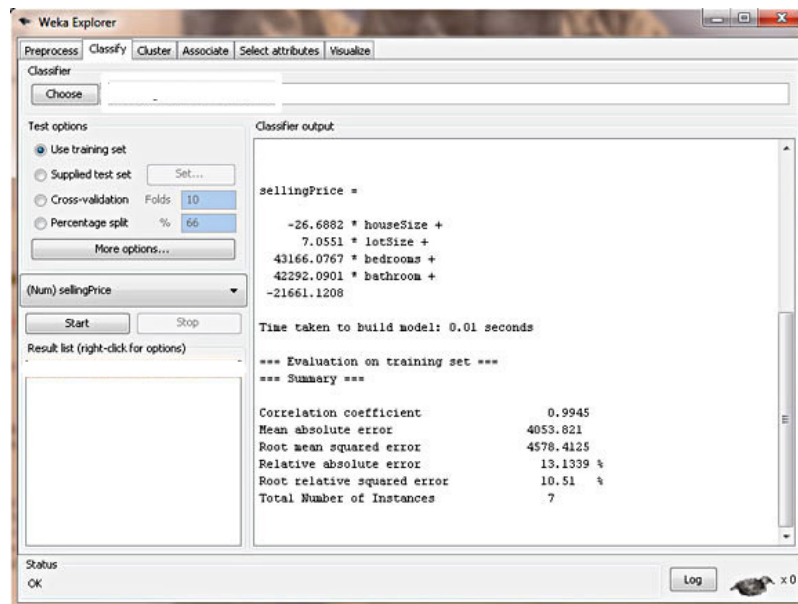 Weka Explorer
Preprocess Classify Cluster Associate Select attributes Visualize
Classifier
Choose
Test options
Use training set
Supplied test set Set...
Cross-validation Folds 10
Percentage split % 66
More options...
(Num) sellingPrice
Start Stop
Result list (right-click for options)
Classifier output
sellingPrice =
-26.6882 * houseSize +
7.0551 * lotSize +
43166.0767 * bedrooms +
42292.0901 * bathroom +
-21661.1208
Time taken to build model: 0.01 seconds
=== Evaluation on training set ===
=== Summary ===
Correlation coefficient 0.9945
Mean absolute error 4053.821
Root mean squared error 4578.4125
Relative absolute error 13.1339 %
Root relative squared error 10.51 %
Total Number of Instances 7
Status
OK
Log
x 0